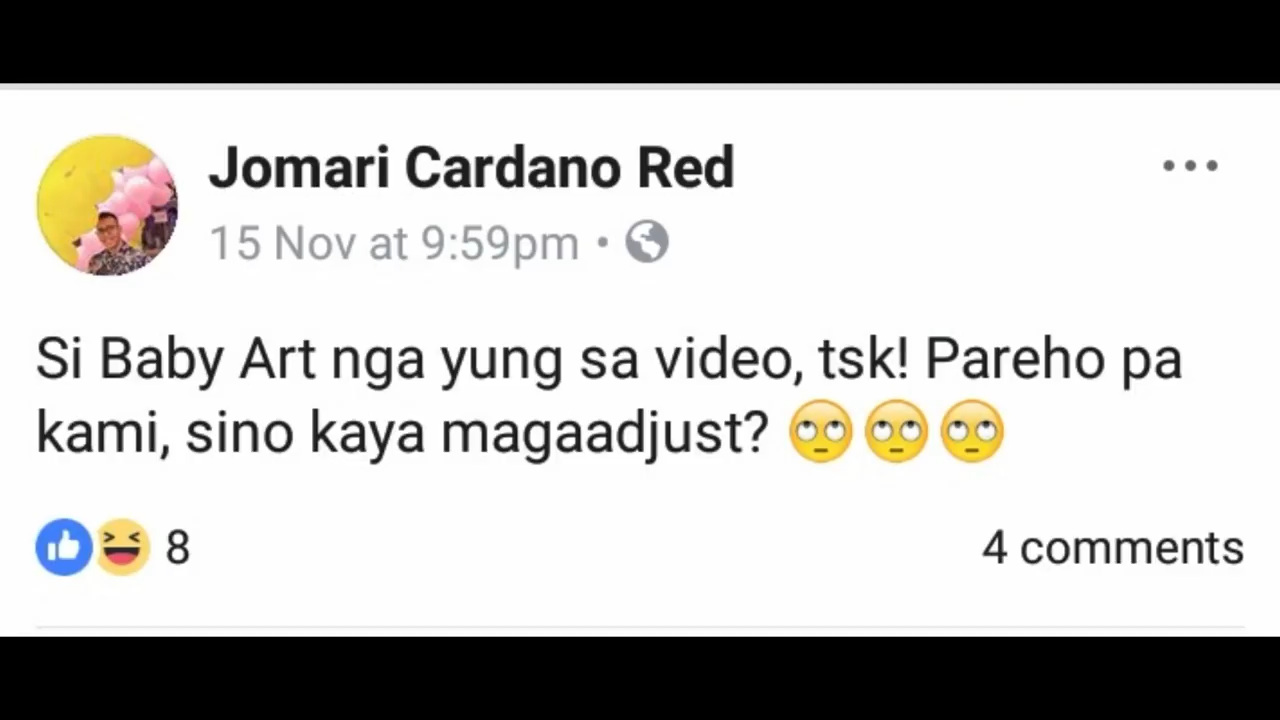 Jomari Cardano Red
15 Nov at 9:59pm •
Si Baby Art nga yung sa video, tsk! Pareho pa
kami, sino kaya magaadjust? 🙄🙄🙄
8
4 comments